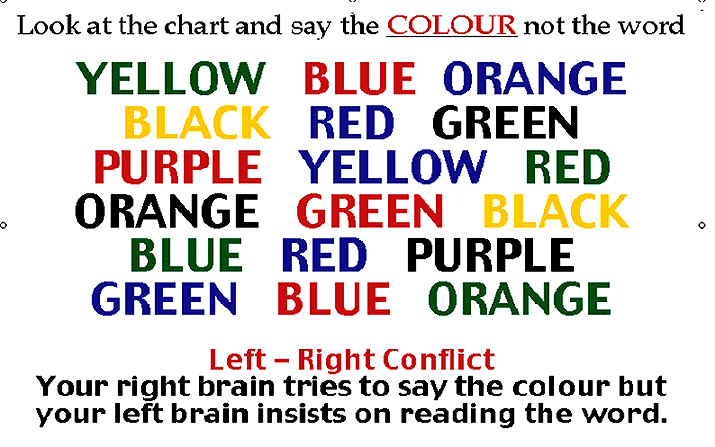 Look at the chart and say the COLOUR not the word
YELLOW BLUE ORANGE
BLACK RED GREEN
PURPLE YELLOW RED
ORANGE GREEN BLACK
BLUE RED PURPLE
GREEN BLUE ORANGE
Left – Right Conflict
Your right brain tries to say the colour but
your left brain insists on reading the word.